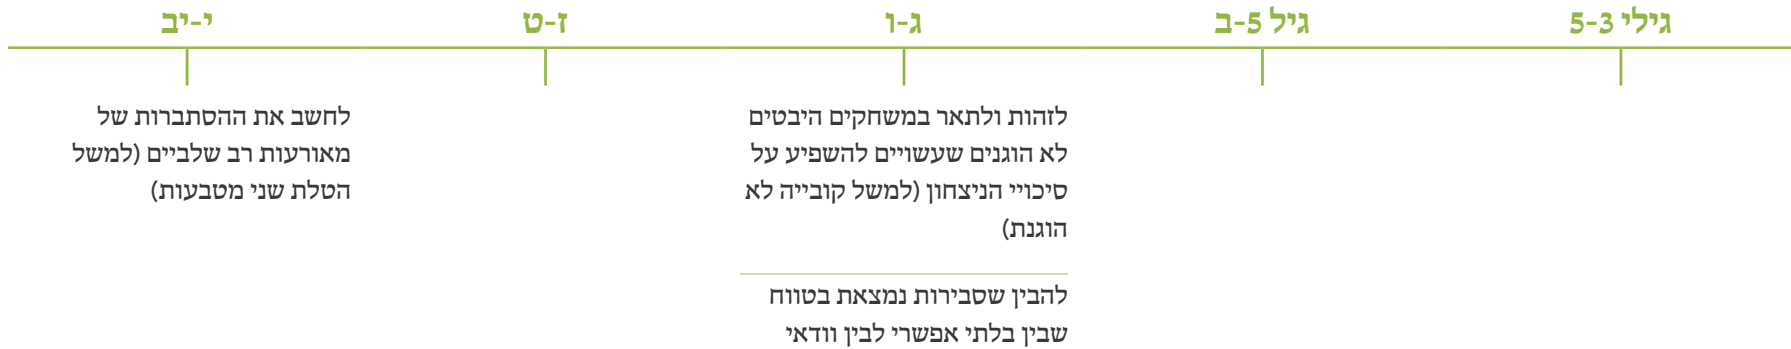 גילי 5-3
גיל 5-ב
ג-ו
ז-ט
י-יב
לזהות ולתאר במשחקים היבטים
לא הוגנים שעשויים להשפיע על
סיכויי הניצחון (למשל קובייה לא
הוגנת)
להבין שסבירות נמצאת בטווח
שבין בלתי אפשרי לבין וודאי
לחשב את ההסתברות של
מאורעות רב שלביים (למשל
הטלת שני מטבעות)